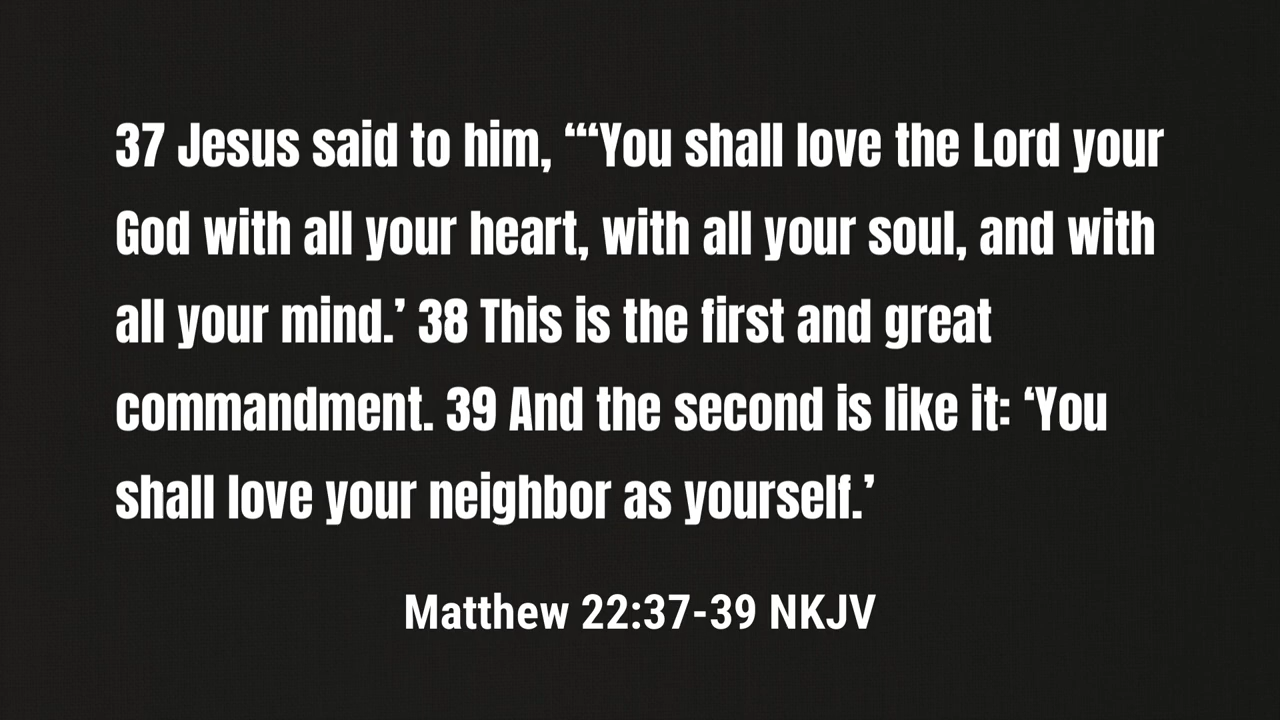 37 Jesus said to him, “‘“You shall love the Lord your
God with all your heart, with all your soul, and with
all your mind.’ 38 This is the first and great
commandment. 39 And the second is like it: ‘You
shall love your neighbor as yourself.’
Matthew 22:37-39 NKJV